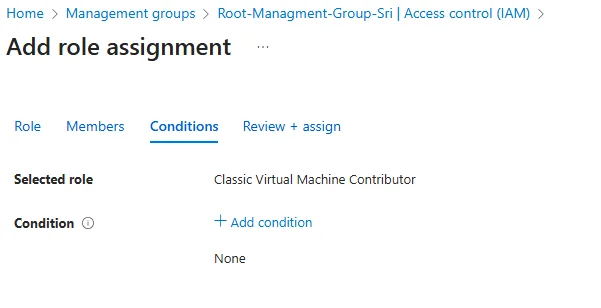 Home > Management groups > Root-Managment-Group-Sri | Access control (IAM) >
Add role assignment ...
Role Members Conditions Review + assign
Selected role Classic Virtual Machine Contributor
Condition + Add condition
None